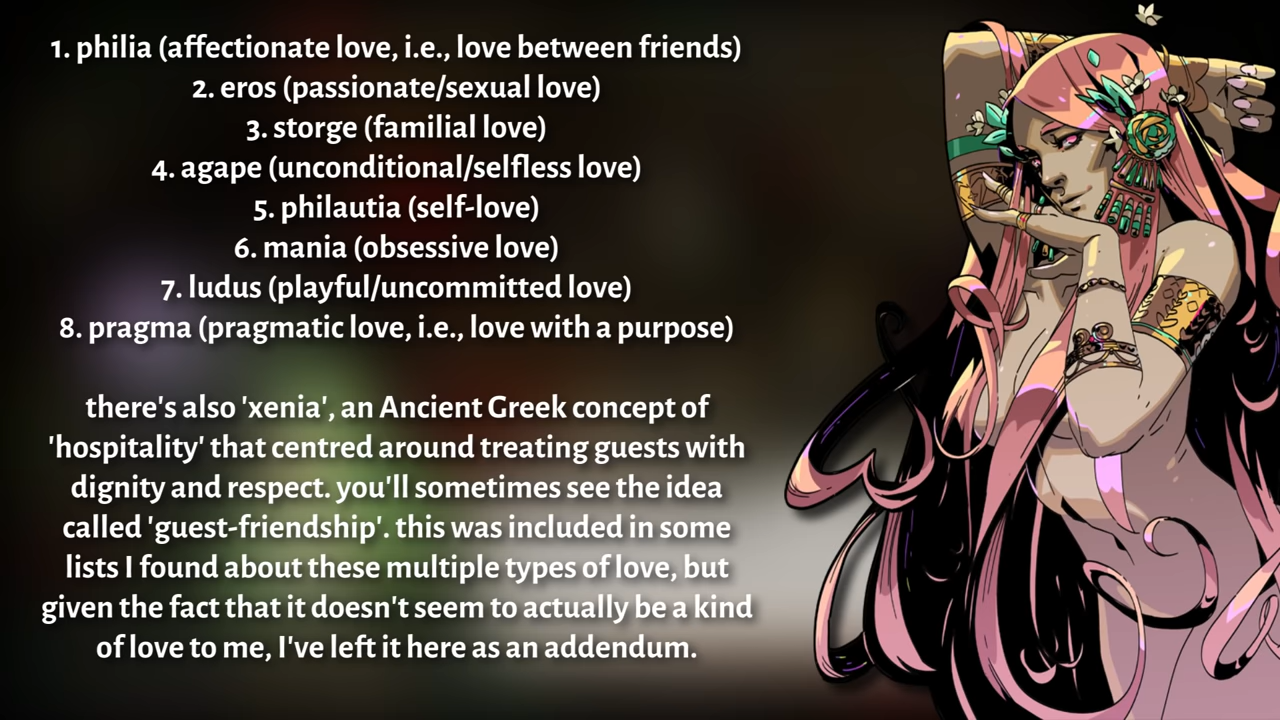 1. philia (affectionate love, i.e., love between friends)
2. eros (passionate/sexual love)
3. storge (familial love)
4. agape (unconditional/selfless love)
5. philautia (self-love)
6. mania (obsessive love)
7. ludus (playful/uncommitted love)
8. pragma (pragmatic love, i.e., love with a purpose)
there's also 'xenia', an Ancient Greek concept of
'hospitality' that centred around treating guests with
dignity and respect. you'll sometimes see the idea
called 'guest-friendship'. this was included in some
lists I found about these multiple types of love, but
given the fact that it doesn't seem to actually be a kind
of love to me, I've left it here as an addendum.